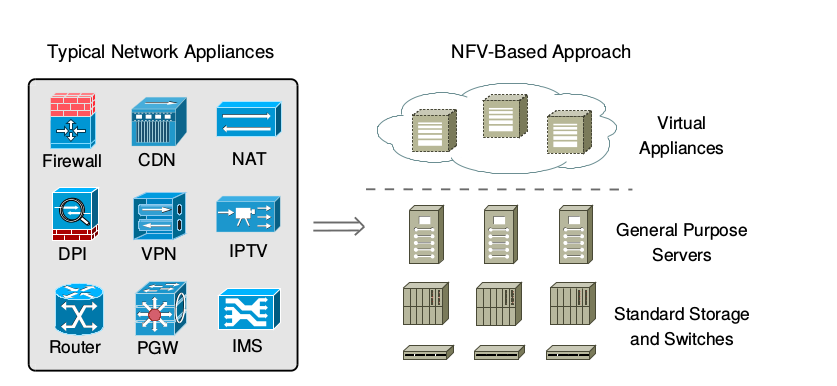 Typical Network Appliances
NFV-Based Approach
Firewall
CDN
NAT
DPI
VPN
IPTV
Router
PGW
IMS
Virtual
Appliances
General Purpose
Servers
Standard Storage
and Switches